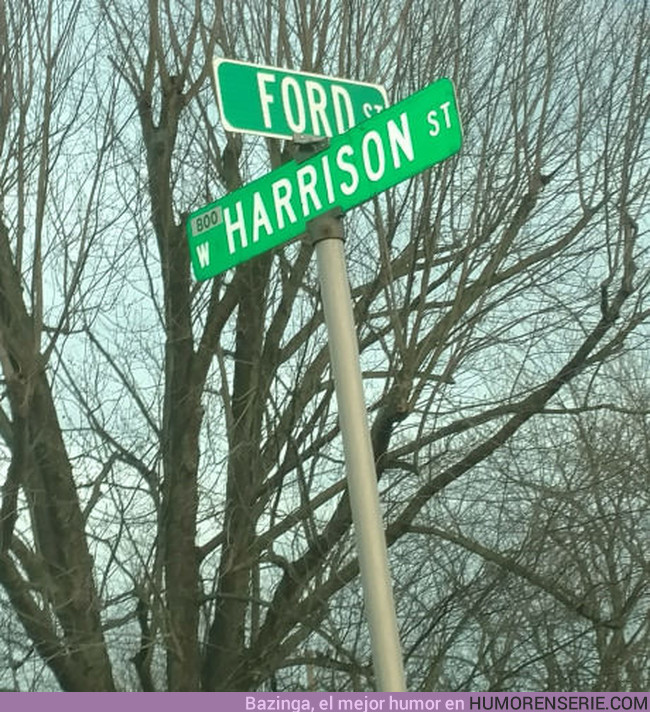 FORD ST
800
W HARRISON ST
Bazinga, el mejor humor en HUMORENSERIE.COM